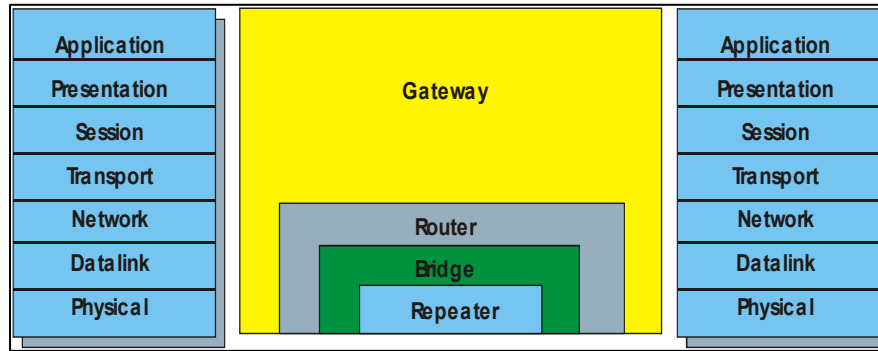 Application
Presentation
Session
Transport
Network
Datalink
Physical
Gateway
Router
Bridge
Repeater
Application
Presentation
Session
Transport
Network
Datalink
Physical